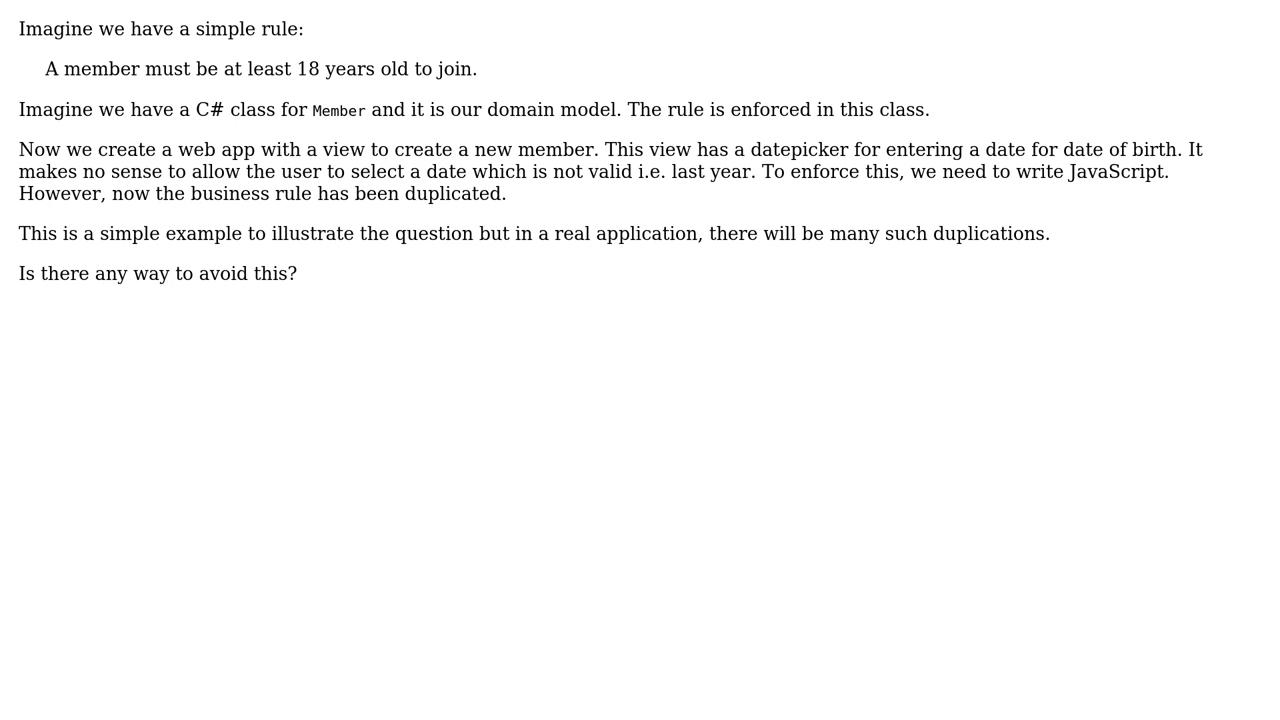 Imagine we have a simple rule:
A member must be at least 18 years old to join.
Imagine we have a C# class for Member and it is our domain model. The rule is enforced in this class.
Now we create a web app with a view to create a new member. This view has a datepicker for entering a date for date of birth. It
makes no sense to allow the user to select a date which is not valid i.e. last year. To enforce this, we need to write JavaScript.
However, now the business rule has been duplicated.
This is a simple example to illustrate the question but in a real application, there will be many such duplications.
Is there any way to avoid this?